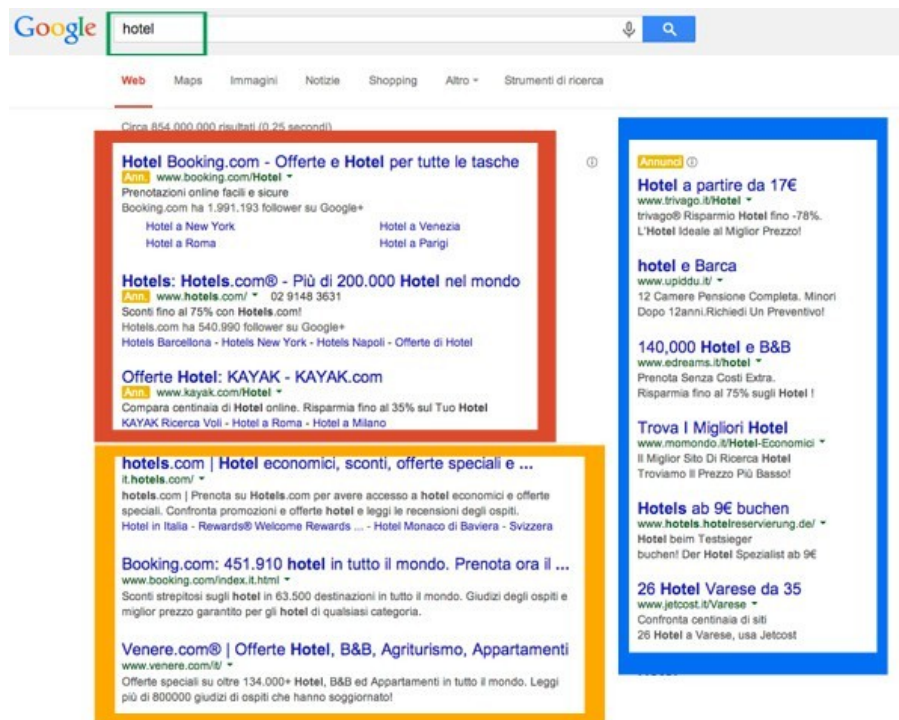 Google
hotel
Web Maps Immagini Notizie Shopping Altro Strumenti di ricerca
Circa 854.000.000 risultati (0,25 secondi)
Hotel Booking.com - Offerte e Hotel per tutte le tasche
Ann. www.booking.com/Hotel
Prenotazioni online facili e sicure
Booking.com ha 1.991.193 follower su Google+
Hotel a New York Hotel a Venezia
Hotel a Roma Hotel a Parigi
Hotels: Hotels.com® - Più di 200.000 Hotel nel mondo
Ann. www.hotels.com/ 02 9148 3631
Sconti fino al 75% con Hotels.com!
Hotels.com ha 540.990 follower su Google+
Hotels Barcellona - Hotels New York - Hotels Napoli - Offerte di Hotel
Offerte Hotel: KAYAK - KAYAK.com
Ann. www.kayak.com/Hotel
Compara centinaia di Hotel online. Risparmia fino al 35% sul Tuo Hotel
KAYAK Ricerca Voli - Hotel a Roma - Hotel a Milano
hotels.com | Hotel economici, sconti, offerte speciali e ...
it.hotels.com/
hotels.com | Prenota su Hotels.com per avere accesso a hotel economici e offerte
speciali. Confronta promozioni e offerte hotel e leggi le recensioni degli ospiti.
Hotel in Italia - Rewards® Welcome Rewards ... - Hotel Monaco di Baviera - Svizzera
Booking.com: 451.910 hotel in tutto il mondo. Prenota ora il ...
www.booking.com/index.it.html
Sconti strepitosi sugli hotel in 63.500 destinazioni in tutto il mondo. Giudizi degli ospiti e
miglior prezzo garantito per gli hotel di qualsiasi categoria.
Venere.com® | Offerte Hotel, B&B, Agriturismo, Appartamenti
www.venere.com/it/
Offerte speciali su oltre 134.000+ Hotel, B&B ed Appartamenti in tutto il mondo. Leggi
più di 800000 giudizi di ospiti che hanno soggiornato!
Annunci
Hotel a partire da 17€
www.trivago.it/Hotel
trivago® Risparmio Hotel fino -78%.
L'Hotel Ideale al Miglior Prezzo!
hotel e Barca
www.upiddu.it/
12 Camere Pensione Completa. Minori
Dopo 12anni.Richiedi Un Preventivo!
140,000 Hotel e B&B
www.edreams.it/hotel
Prenota Senza Costi Extra.
Risparmia fino al 75% sugli Hotel !
Trova I Migliori Hotel
www.momondo.it/Hotel-Economici
Il Miglior Sito Di Ricerca Hotel
Troviamo Il Prezzo Più Basso!
Hotels ab 9€ buchen
www.hotels.hotelreservierung.de/
Hotel beim Testsieger
buchen! Der Hotel Spezialist ab 9€
26 Hotel Varese da 35
www.jetcost.it/Varese
Confronta centinaia di siti
26 Hotel a Varese, usa Jetcost